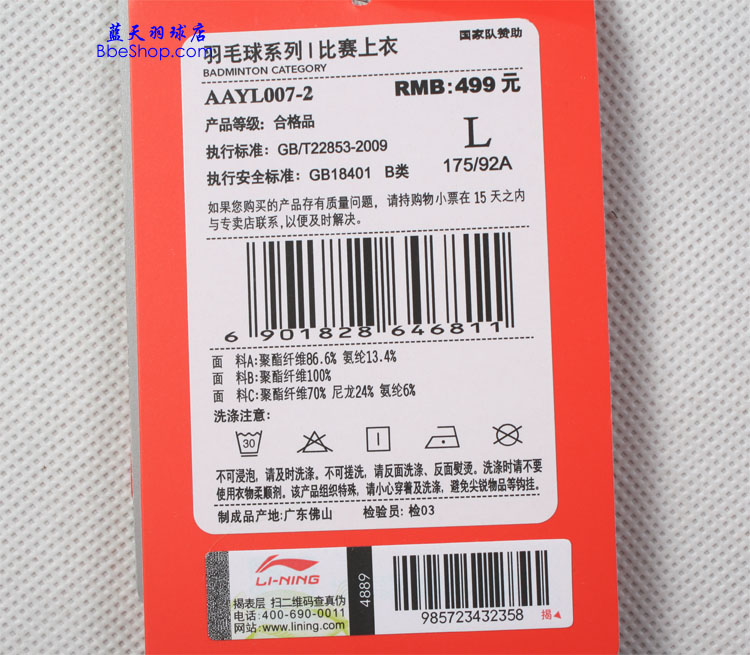 蓝天羽球店
BbeShop.com
国家队赞助
羽毛球系列 | 比赛上衣
BADMINTON CATEGORY
AAYL007-2
RMB:499 元
产品等级: 合格品
L
执行标准: GB/T22853-2009
175/92A
执行安全标准: GB18401 B类
如果您购买的产品存有质量问题, 请持购物小票在 15 天之内
与专卖店联系,以便及时解决。
6 901828 646811
面 料A:聚酯纤维86.6% 氨纶13.4%
面 料B:聚酯纤维100%
面 料C:聚酯纤维70% 尼龙24% 氨纶6%
洗涤注意:
30
不可浸泡, 请及时洗涤. 不可搓洗, 请反面洗涤、反面熨烫。洗涤时请不要
使用衣物柔顺剂。该产品组织特殊, 请小心穿着及洗涤, 避免尖锐物品等钩挂。
制成品产地:广东佛山 检验员: 检03
LI-NING
揭表层 扫二维码查真伪
电话:400-690-0011
网站:www.lining.com
4889
985723432358
揭